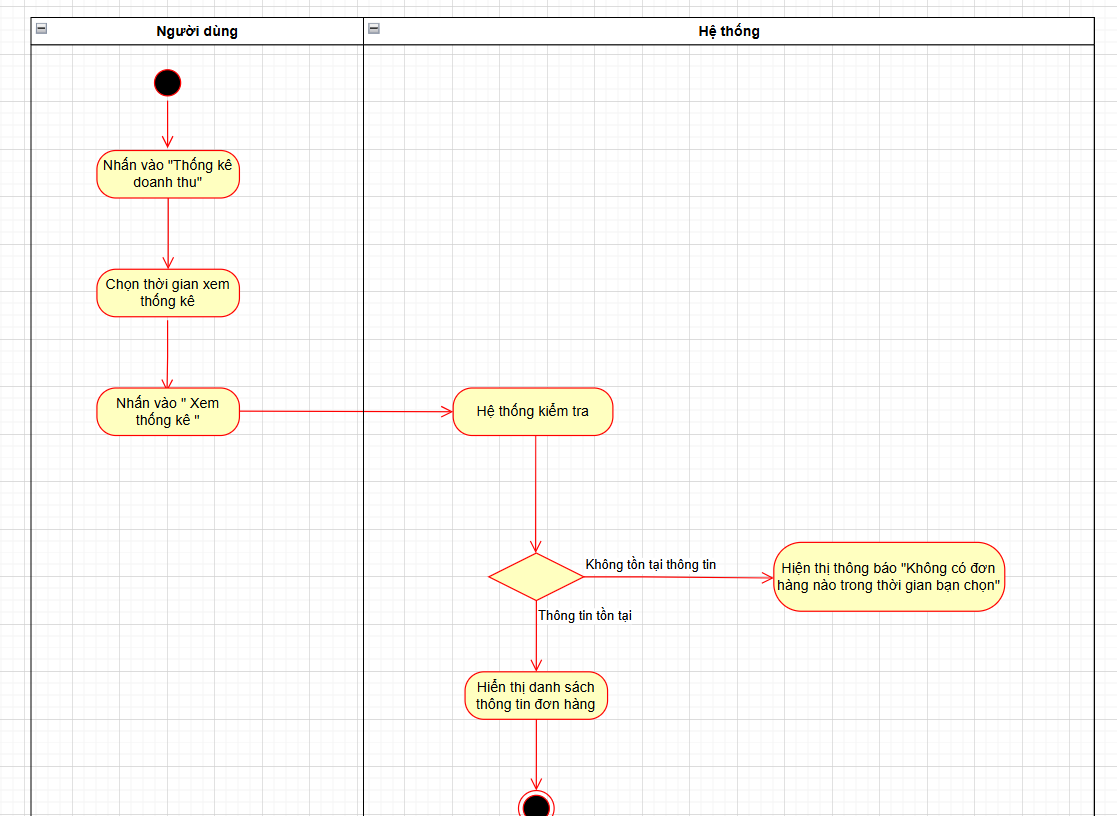 Người dùng
Hệ thống
Nhấn vào "Thống kê
doanh thu"
Chọn thời gian xem
thống kê
Nhấn vào " Xem
thống kê "
Hệ thống kiểm tra
Không tồn tại thông tin
Hiện thị thông báo "Không có đơn
hàng nào trong thời gian bạn chọn"
Thông tin tồn tại
Hiển thị danh sách
thông tin đơn hàng